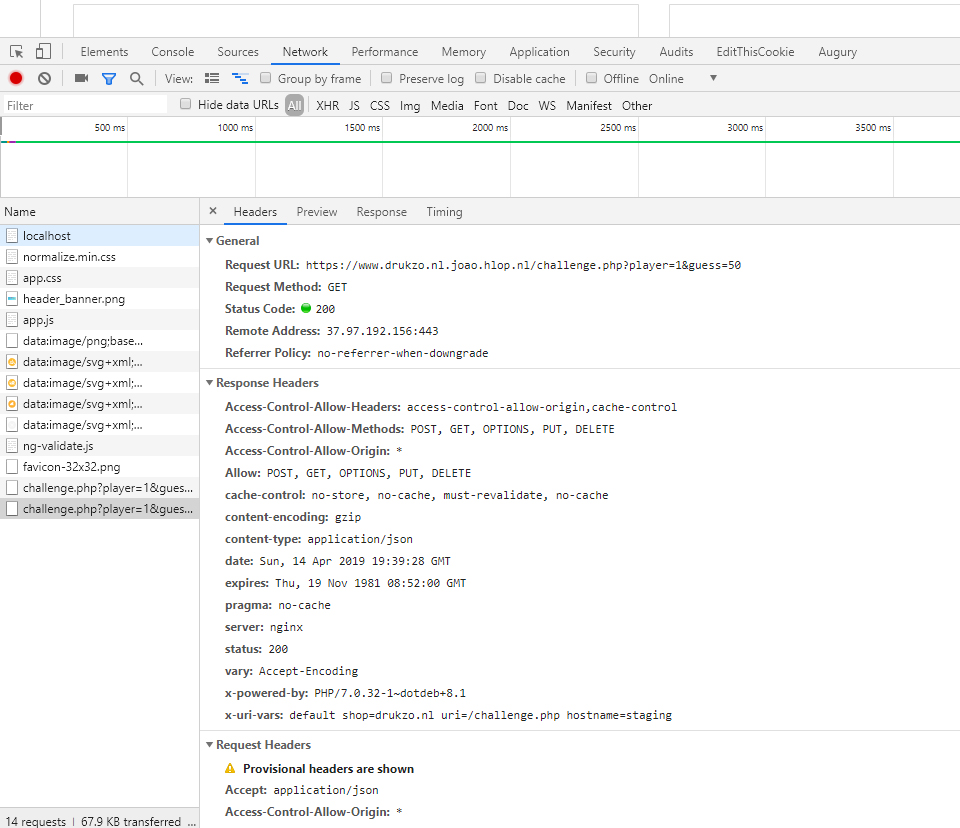 Elements Console Sources Network Performance Memory Application Security Audits EditThisCookie Augury
View: Group by frame Preserve log Disable cache Offline Online
Filter Hide data URLs All XHR JS CSS Img Media Font Doc WS Manifest Other
500 ms 1000 ms 1500 ms 2000 ms 2500 ms 3000 ms 3500 ms
Name
localhost
normalize.min.css
app.css
header_banner.png
app.js
data:image/png;base...
data:image/svg+xml;...
data:image/svg+xml;...
data:image/svg+xml;...
data:image/svg+xml;...
ng-validate.js
favicon-32x32.png
challenge.php?player=1&gues...
challenge.php?player=1&gues...
14 requests | 67.9 KB transferred ...
× Headers Preview Response Timing
General
Request URL: https://www.drukzo.nl.joao.hlop.nl/challenge.php?player=1&guess=50
Request Method: GET
Status Code: 200
Remote Address: 37.97.192.156:443
Referrer Policy: no-referrer-when-downgrade
Response Headers
Access-Control-Allow-Headers: access-control-allow-origin,cache-control
Access-Control-Allow-Methods: POST, GET, OPTIONS, PUT, DELETE
Access-Control-Allow-Origin: *
Allow: POST, GET, OPTIONS, PUT, DELETE
cache-control: no-store, no-cache, must-revalidate, no-cache
content-encoding: gzip
content-type: application/json
date: Sun, 14 Apr 2019 19:39:28 GMT
expires: Thu, 19 Nov 1981 08:52:00 GMT
pragma: no-cache
server: nginx
status: 200
vary: Accept-Encoding
x-powered-by: PHP/7.0.32-1~dotdeb+8.1
x-uri-vars: default shop=drukzo.nl uri=/challenge.php hostname=staging
Request Headers
Provisional headers are shown
Accept: application/json
Access-Control-Allow-Origin: *